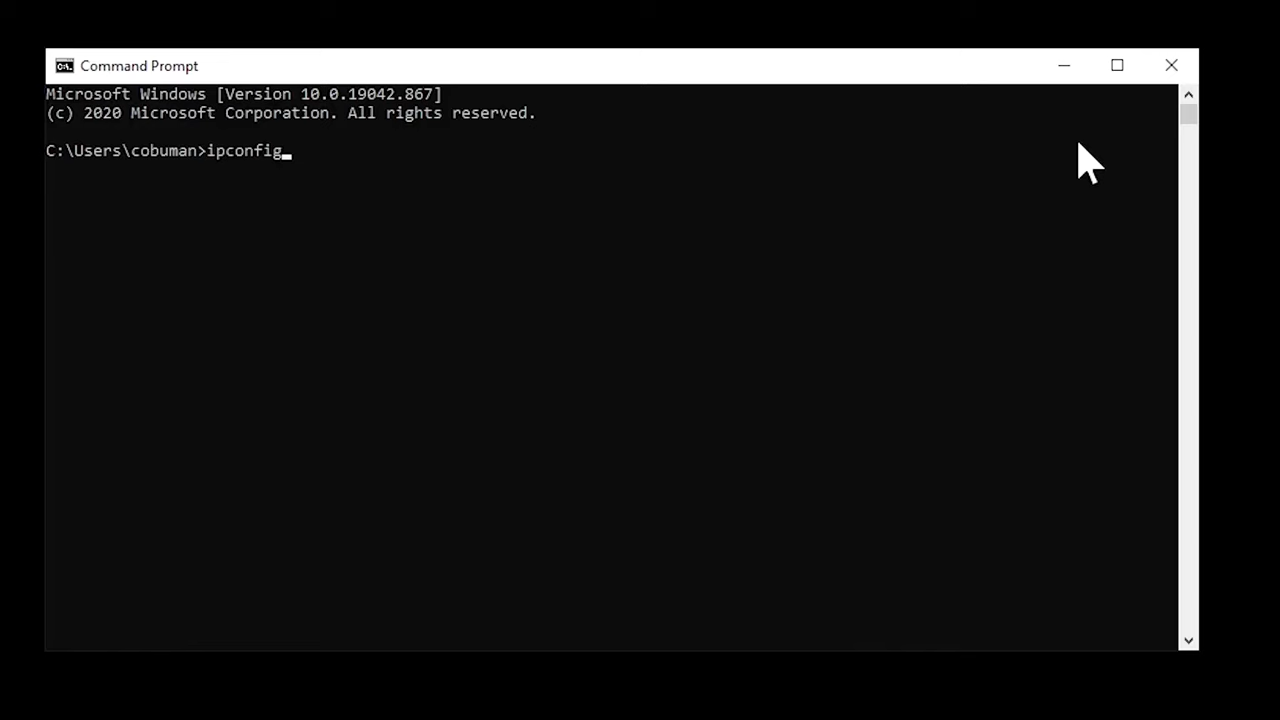 Command Prompt
Microsoft Windows [Version 10.0.19042.867]
(c) 2020 Microsoft Corporation. All rights reserved.
C:\Users\cobuman>ipconfig